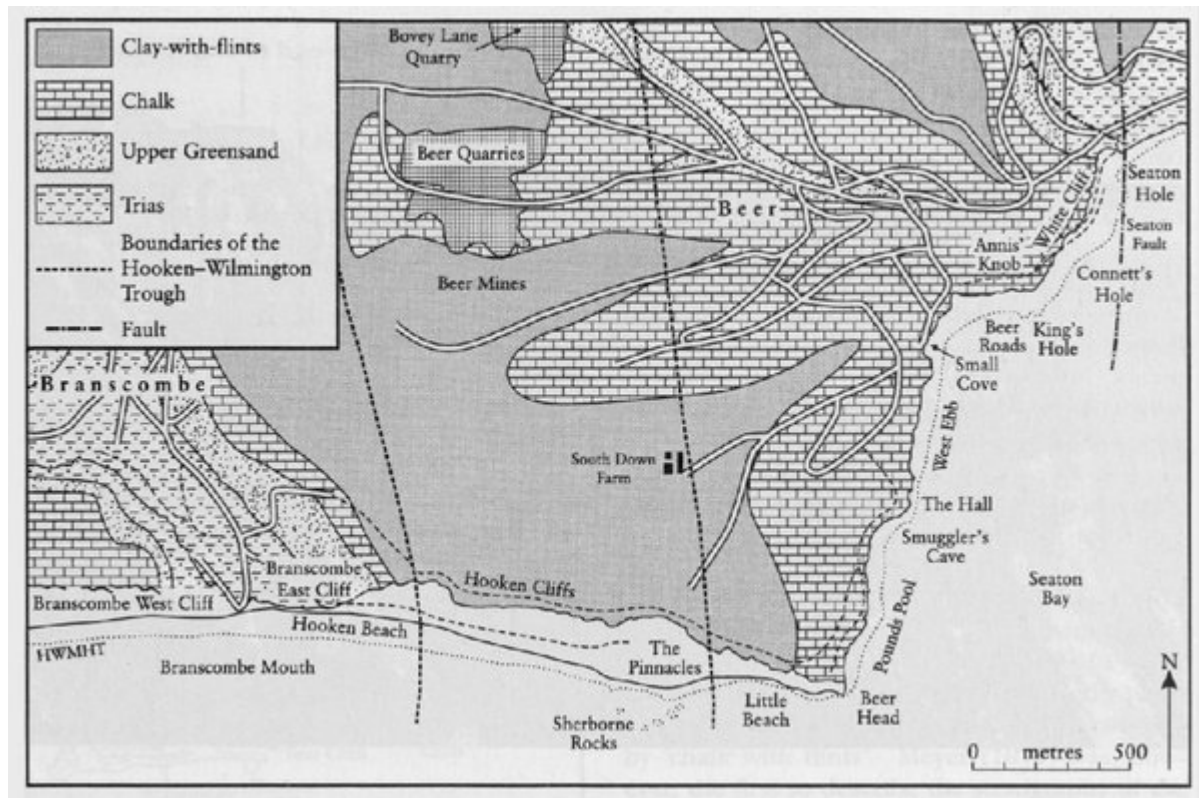 Clay-with-flints
Chalk
Upper Greensand
Trias
Boundaries of the
Hooken–Wilmington
Trough
Fault
Bovey Lane
Quarry
Beer Quarries
Beer
Beer Mines
Annis'
Knob
White Cliff
Seaton
Hole
Seaton
Fault
Connett's
Hole
Beer
Roads
King's
Hole
Small
Cove
West Ebb
Branscombe
South Down
Farm
The Hall
Smuggler's
Cave
Seaton
Bay
Pounds Pool
Branscombe
East Cliff
Branscombe West Cliff
Hooken Cliffs
Hooken Beach
HWMHT
Branscombe Mouth
The
Pinnacles
Sherborne
Rocks
Little
Beach
Beer
Head
N
0 metres 500